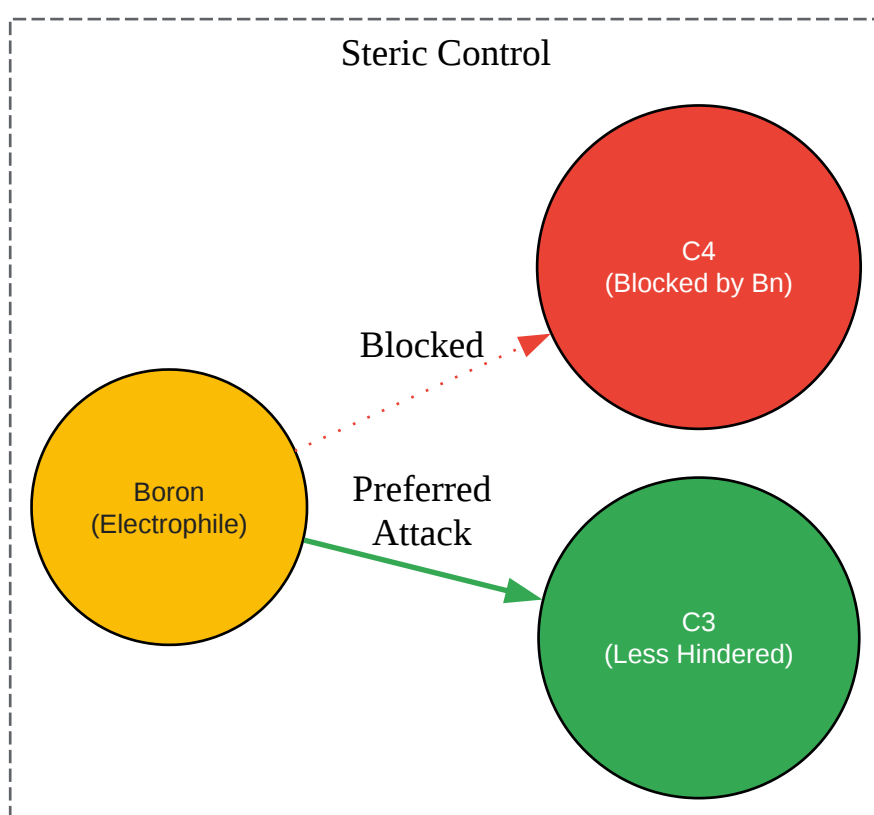 Steric Control
C4
(Blocked by Bn)
Blocked
Boron
(Electrophile)
Preferred
Attack
C3
(Less Hindered)